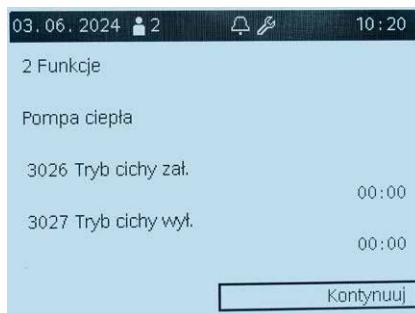 03.06.2024 2 10:20
2 Funkcje
Pompa ciepła
3026 Tryb cichy zał.
00:00
3027 Tryb cichy wył.
00:00
Kontynuuj